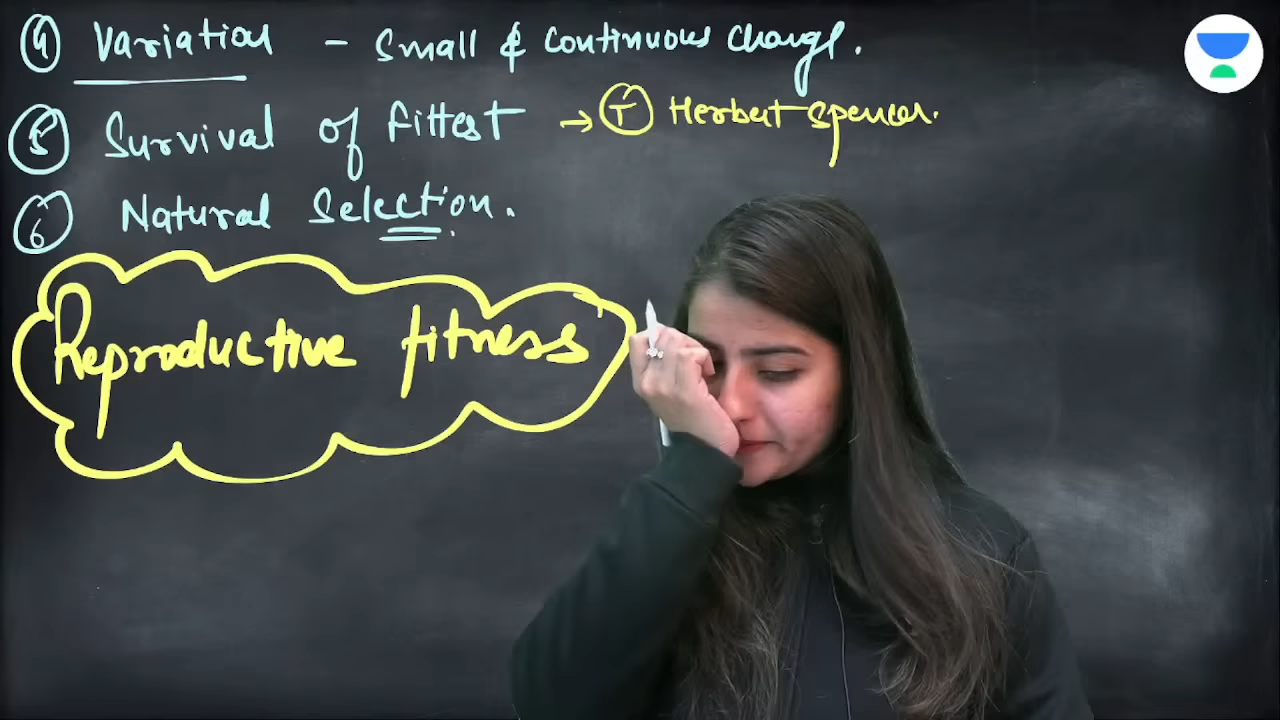 ④ Variation - Small & Continuous Change.
⑤ Survival of fittest → Ⓣ Herbert Spencer.
⑥ Natural Selection.
Reproductive fitness